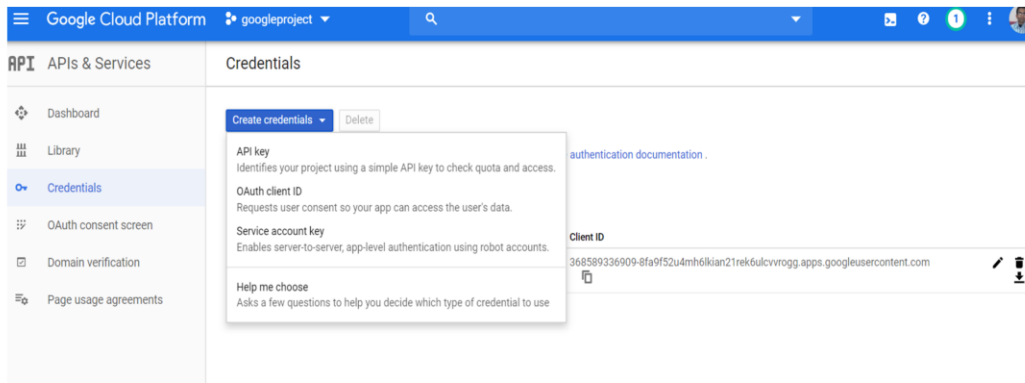 Google Cloud Platform googleproject 1
API APIs & Services Credentials
Dashboard
Library
Credentials
OAuth consent screen
Domain verification
Page usage agreements
Create credentials Delete
API key
Identifies your project using a simple API key to check quota and access.
OAuth client ID
Requests user consent so your app can access the user's data.
Service account key
Enables server-to-server, app-level authentication using robot accounts.
Help me choose
Asks a few questions to help you decide which type of credential to use
authentication documentation .
Client ID
368589336909-8fa9f52u4mh6lkian21rek6ulcvvrogg.apps.googleusercontent.com